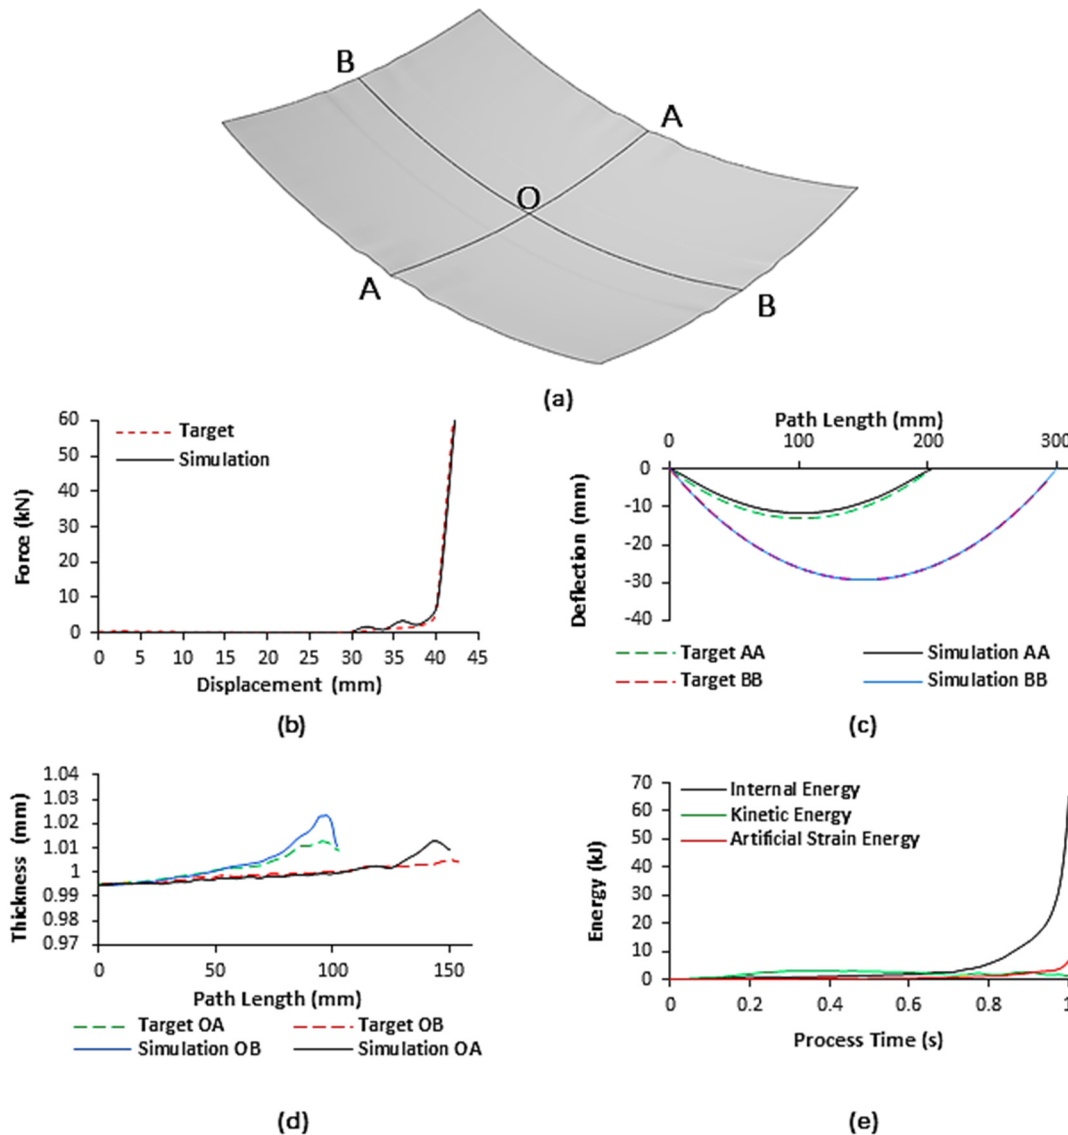 B
A
O
A
B
(a)
60
50
40
30
20
10
0
Force (kN)
Target
Simulation
0 5 10 15 20 25 30 35 40 45
Displacement (mm)
(b)
Path Length (mm)
0 100 200 300
0
-10
-20
-30
-40
Deflection (mm)
Target AA Simulation AA
Target BB Simulation BB
(c)
1.04
1.03
1.02
1.01
1
0.99
0.98
0.97
Thickness (mm)
0 50 100 150
Path Length (mm)
Target OA Target OB
Simulation OB Simulation OA
(d)
70
60
50
40
30
20
10
0
Energy (kJ)
Internal Energy
Kinetic Energy
Artificial Strain Energy
0 0.2 0.4 0.6 0.8 1
Process Time (s)
(e)